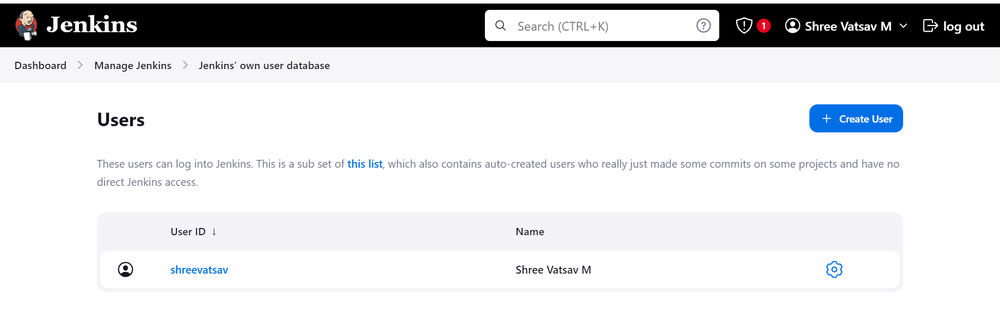 Jenkins
Search (CTRL+K)
1
Shree Vatsav M
log out
Dashboard
Manage Jenkins
Jenkins’ own user database
Users
Create User
These users can log into Jenkins. This is a sub set of this list, which also contains auto-created users who really just made some commits on some projects and have no
direct Jenkins access.
User ID ↓
Name
shreevatsav
Shree Vatsav M